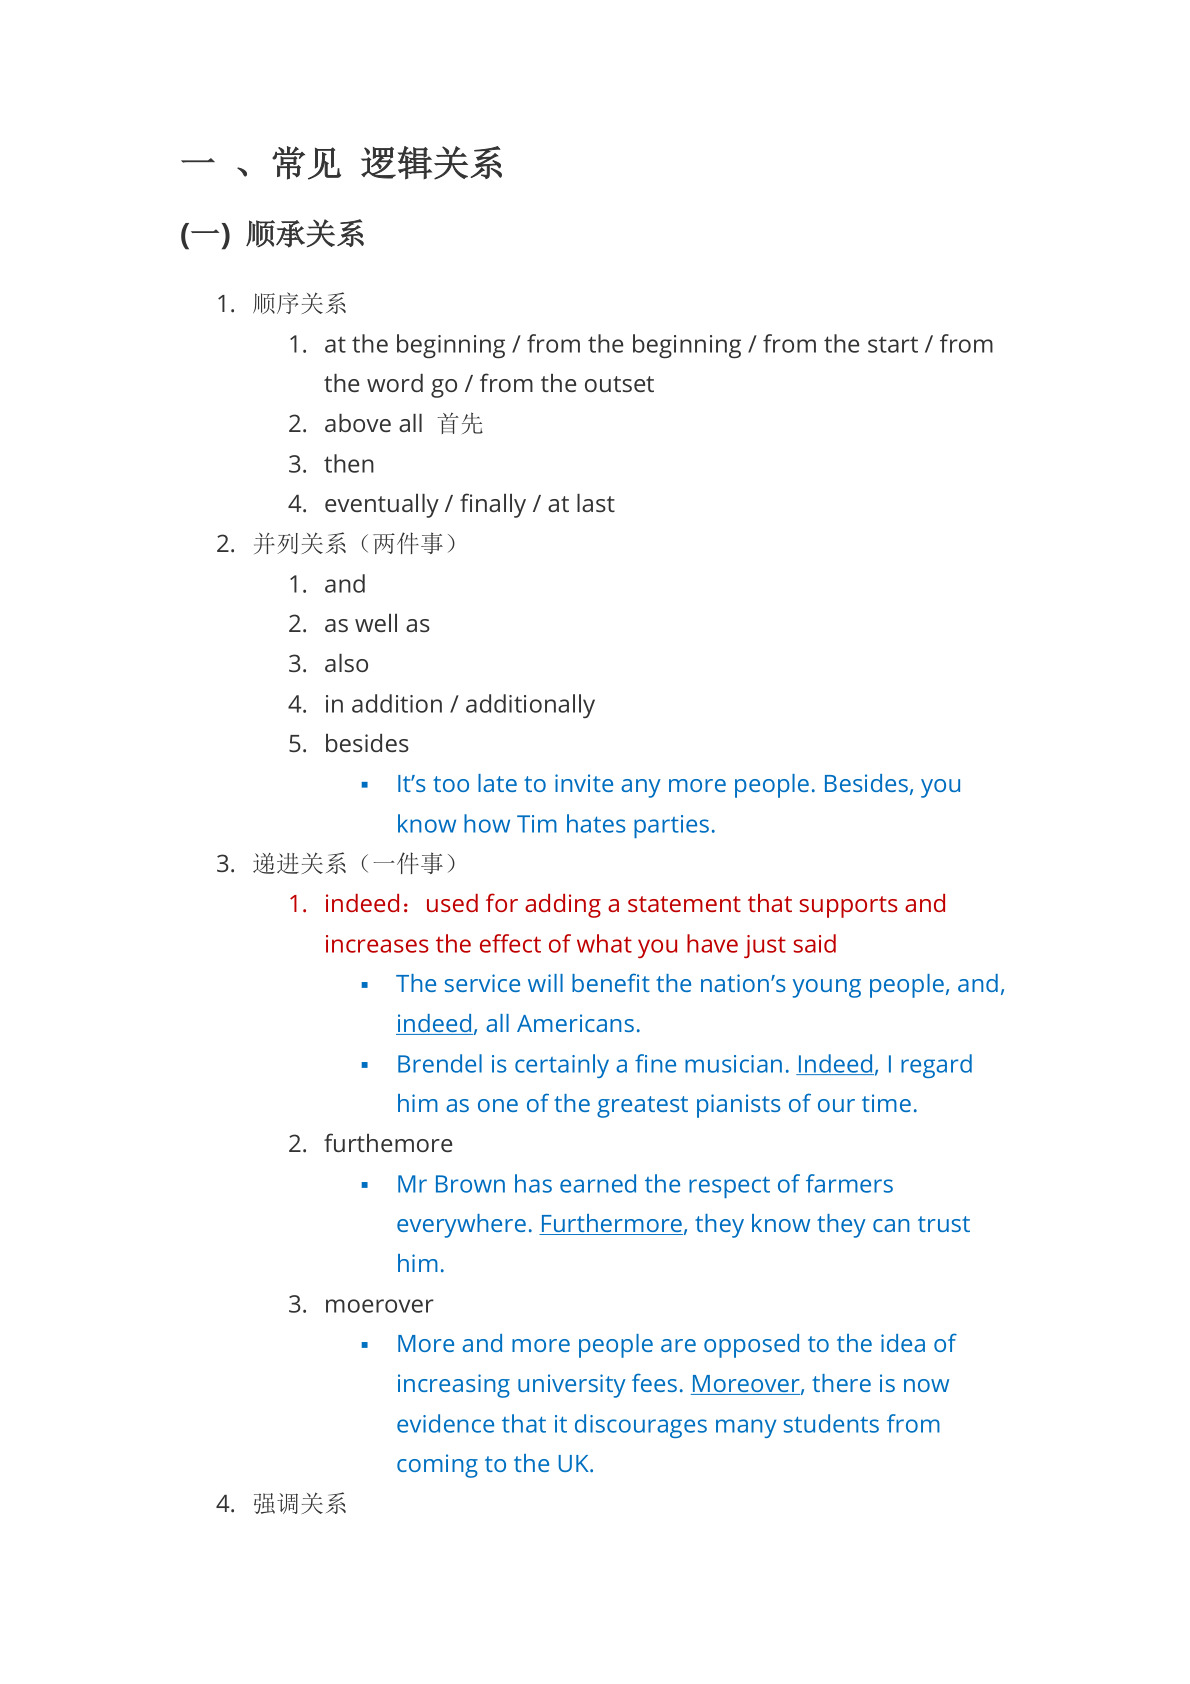 一 、常见 逻辑关系
(一) 顺承关系
1. 顺序关系
1. at the beginning / from the beginning / from the start / from
the word go / from the outset
2. above all 首先
3. then
4. eventually / finally / at last
2. 并列关系（两件事）
1. and
2. as well as
3. also
4. in addition / additionally
5. besides
▪ It’s too late to invite any more people. Besides, you
know how Tim hates parties.
3. 递进关系（一件事）
1. indeed：used for adding a statement that supports and
increases the effect of what you have just said
▪ The service will benefit the nation’s young people, and,
indeed, all Americans.
▪ Brendel is certainly a fine musician. Indeed, I regard
him as one of the greatest pianists of our time.
2. furthemore
▪ Mr Brown has earned the respect of farmers
everywhere. Furthermore, they know they can trust
him.
3. moerover
▪ More and more people are opposed to the idea of
increasing university fees. Moreover, there is now
evidence that it discourages many students from
coming to the UK.
4. 强调关系